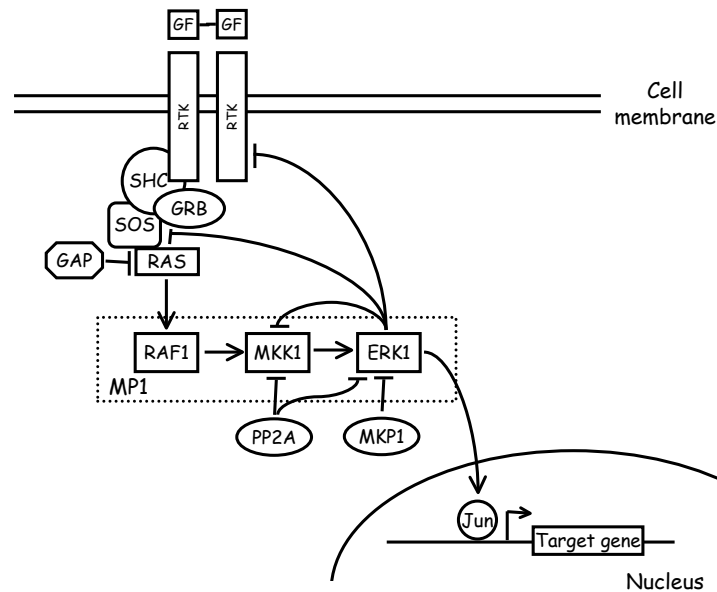 GF GF
RTK RTK
Cell
membrane
SHC
GRB
SOS
GAP
RAS
RAF1 MKK1 ERK1
MP1
PP2A MKP1
Jun
Target gene
Nucleus